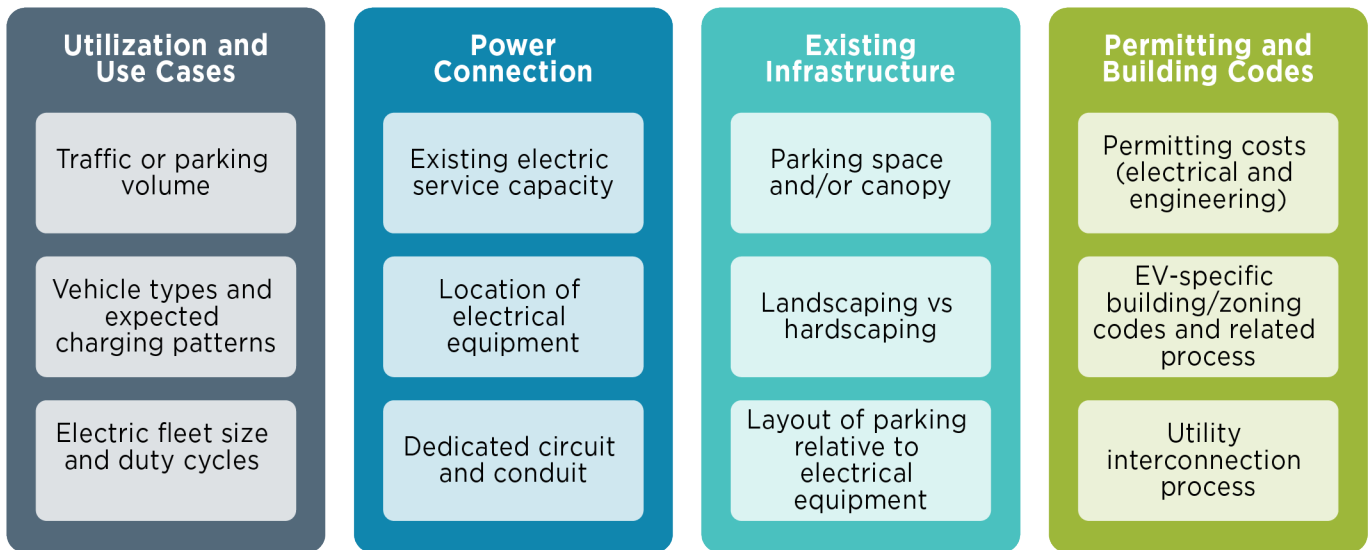 Utilization and
Use Cases
Traffic or parking
volume
Vehicle types and
expected
charging patterns
Electric fleet size
and duty cycles
Power
Connection
Existing electric
service capacity
Location of
electrical
equipment
Dedicated circuit
and conduit
Existing
Infrastructure
Parking space
and/or canopy
Landscaping vs
hardscaping
Layout of parking
relative to
electrical
equipment
Permitting and
Building Codes
Permitting costs
(electrical and
engineering)
EV-specific
building/zoning
codes and related
process
Utility
interconnection
process